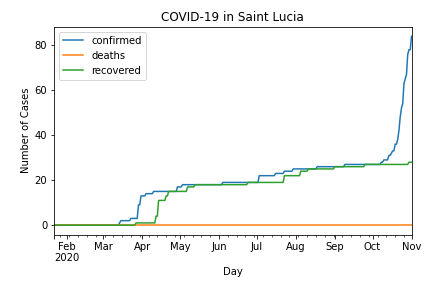 COVID-19 in Saint Lucia
confirmed
deaths
recovered
Number of Cases
80
60
40
20
0
Feb Mar Apr May Jun Jul Aug Sep Oct Nov
2020
Day